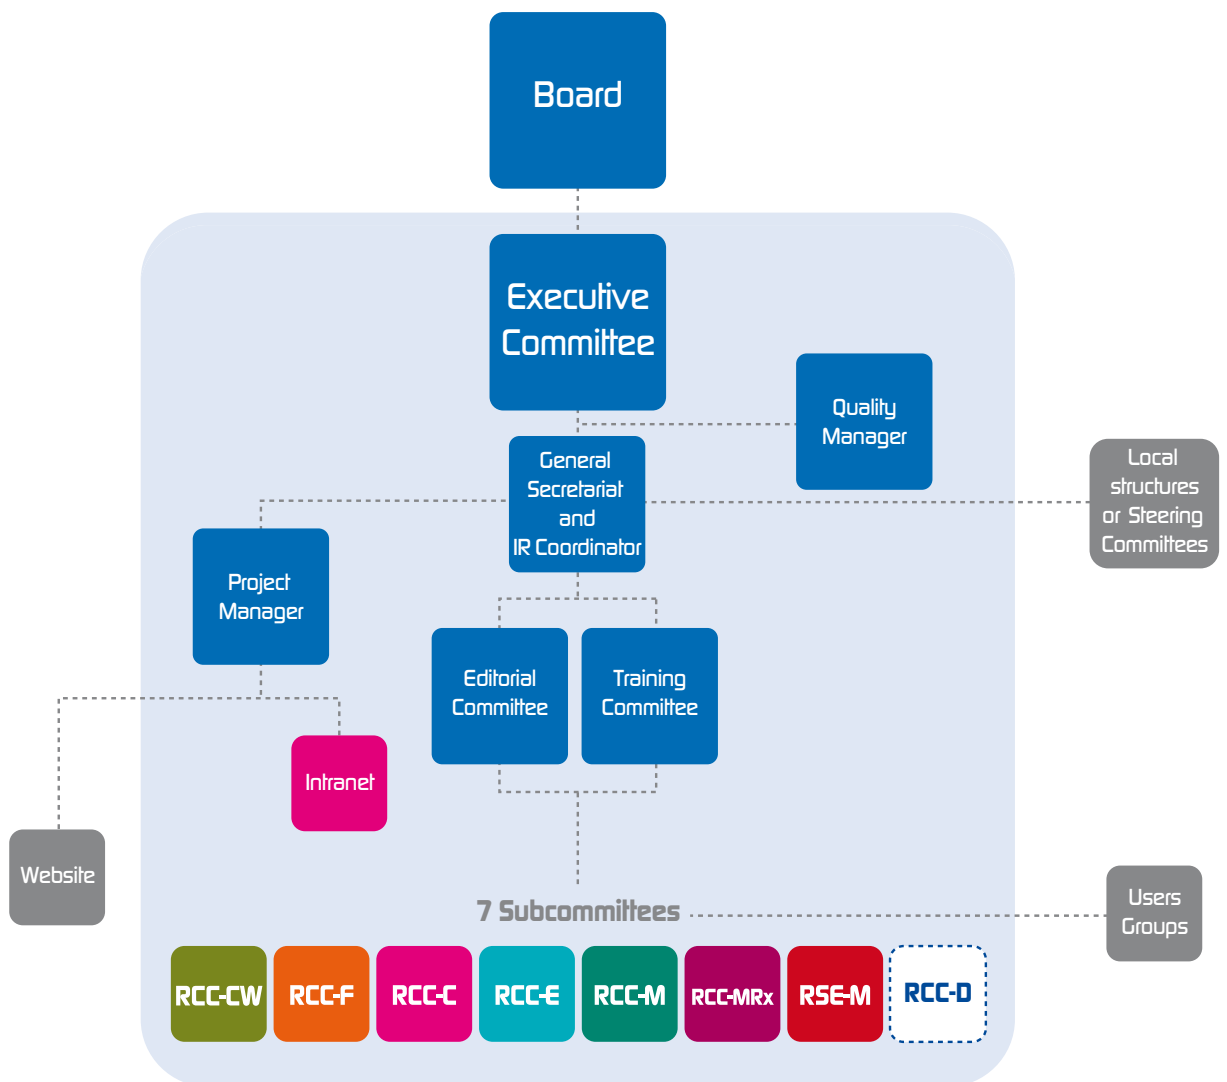 Board
Executive
Committee
Quality
Manager
General
Secretariat
and
IR Coordinator
Local
structures
or Steering
Committees
Project
Manager
Editorial
Committee
Training
Committee
Intranet
Website
7 Subcommittees
Users
Groups
RCC-CW
RCC-F
RCC-C
RCC-E
RCC-M
RCC-MRx
RSE-M
RCC-D